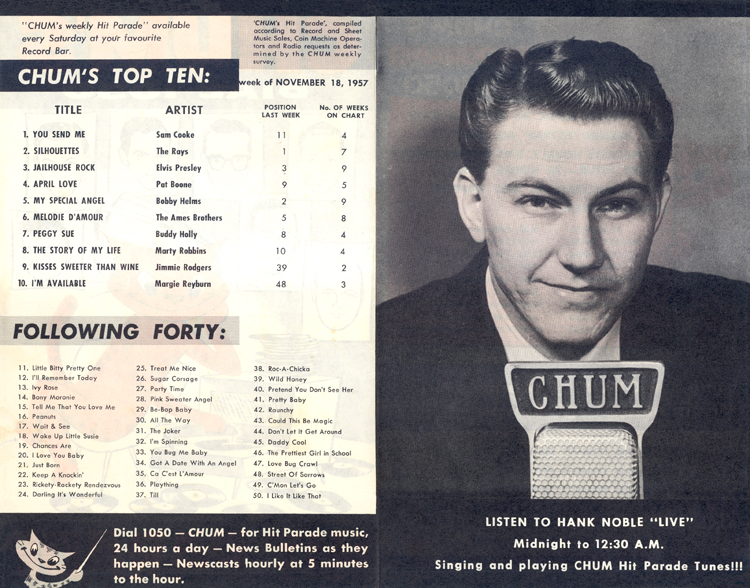 "CHUM's weekly Hit Parade" available
every Saturday at your favourite
Record Bar.
'CHUM's Hit Parade', compiled
according to Record and Sheet
Music Sales, Coin Machine Opera-
tors and Radio requests as deter-
mined by the CHUM weekly
survey.
CHUM'S TOP TEN:
week of NOVEMBER 18, 1957
TITLE ARTIST POSITION LAST WEEK No. OF WEEKS ON CHART
1. YOU SEND ME Sam Cooke 11 4
2. SILHOUETTES The Rays 1 7
3. JAILHOUSE ROCK Elvis Presley 3 9
4. APRIL LOVE Pat Boone 9 5
5. MY SPECIAL ANGEL Bobby Helms 2 9
6. MELODIE D'AMOUR The Ames Brothers 5 8
7. PEGGY SUE Buddy Holly 8 4
8. THE STORY OF MY LIFE Marty Robbins 10 4
9. KISSES SWEETER THAN WINE Jimmie Rodgers 39 2
10. I'M AVAILABLE Margie Reyburn 48 3
FOLLOWING FORTY:
11. Little Bitty Pretty One
12. I'll Remember Today
13. Ivy Rose
14. Bony Moronie
15. Tell Me That You Love Me
16. Peanuts
17. Wait & See
18. Wake Up Little Susie
19. Chances Are
20. I Love You Baby
21. Just Born
22. Keep A Knockin'
23. Rickety-Rackety Rendezvous
24. Darling It's Wonderful
25. Treat Me Nice
26. Sugar Corsage
27. Party Time
28. Pink Sweater Angel
29. Be-Bop Baby
30. All The Way
31. The Joker
32. I'm Spinning
33. You Bug Me Baby
34. Got A Date With An Angel
35. Ca C'est L'Amour
36. Plaything
37. Till
38. Roc-A-Chicka
39. Wild Honey
40. Pretend You Don't See Her
41. Pretty Baby
42. Raunchy
43. Could This Be Magic
44. Don't Let It Get Around
45. Daddy Cool
46. The Prettiest Girl in School
47. Love Bug Crawl
48. Street Of Sorrows
49. C'Mon Let's Go
50. I Like It Like That
Dial 1050 — CHUM — for Hit Parade music,
24 hours a day — News Bulletins as they
happen — Newscasts hourly at 5 minutes
to the hour.
CHUM
LISTEN TO HANK NOBLE "LIVE"
Midnight to 12:30 A.M.
Singing and playing CHUM Hit Parade Tunes!!!